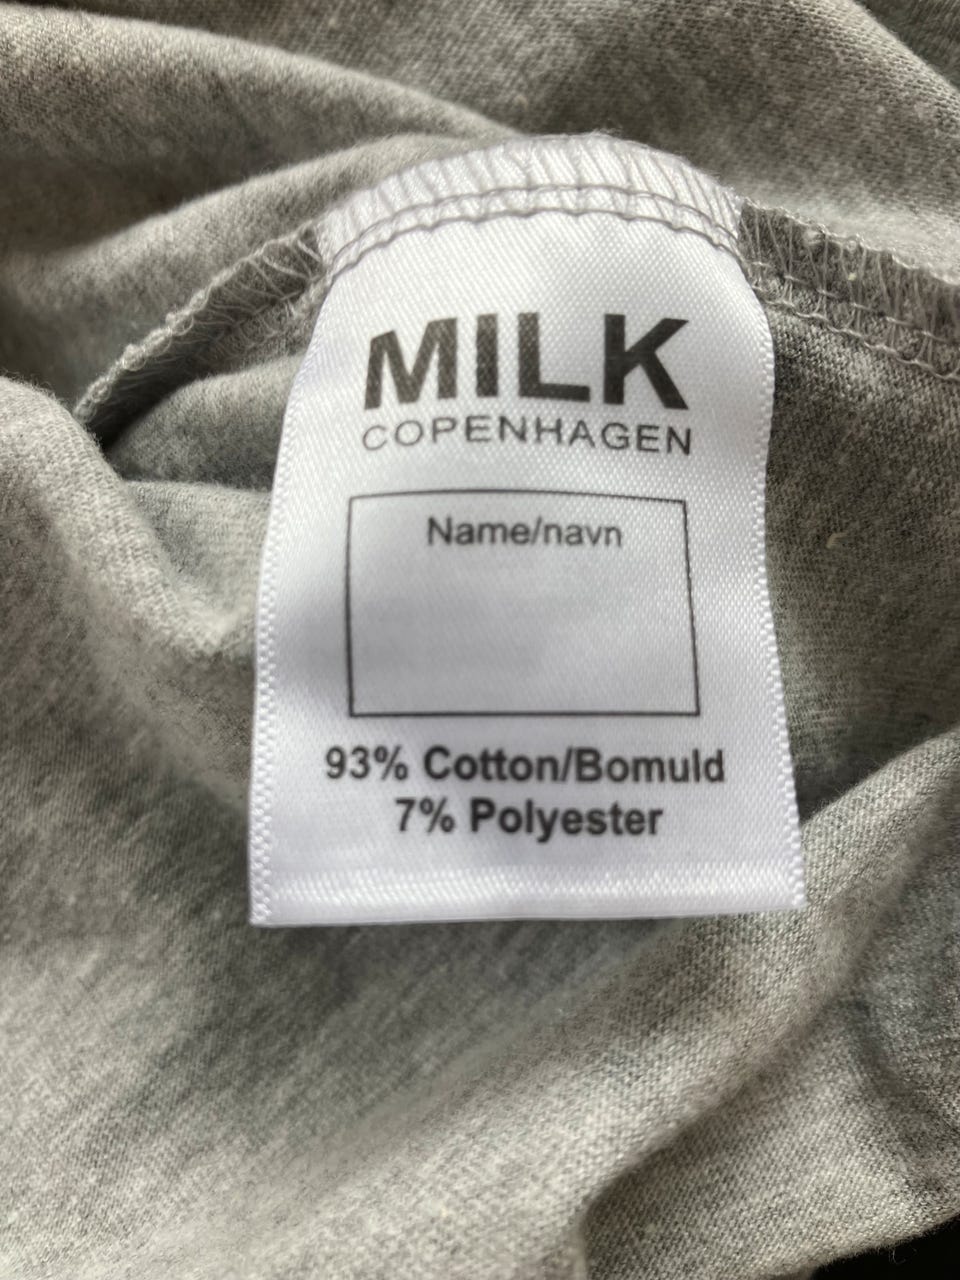 MILK
COPENHAGEN
Name/navn
93% Cotton/Bomuld
7% Polyester